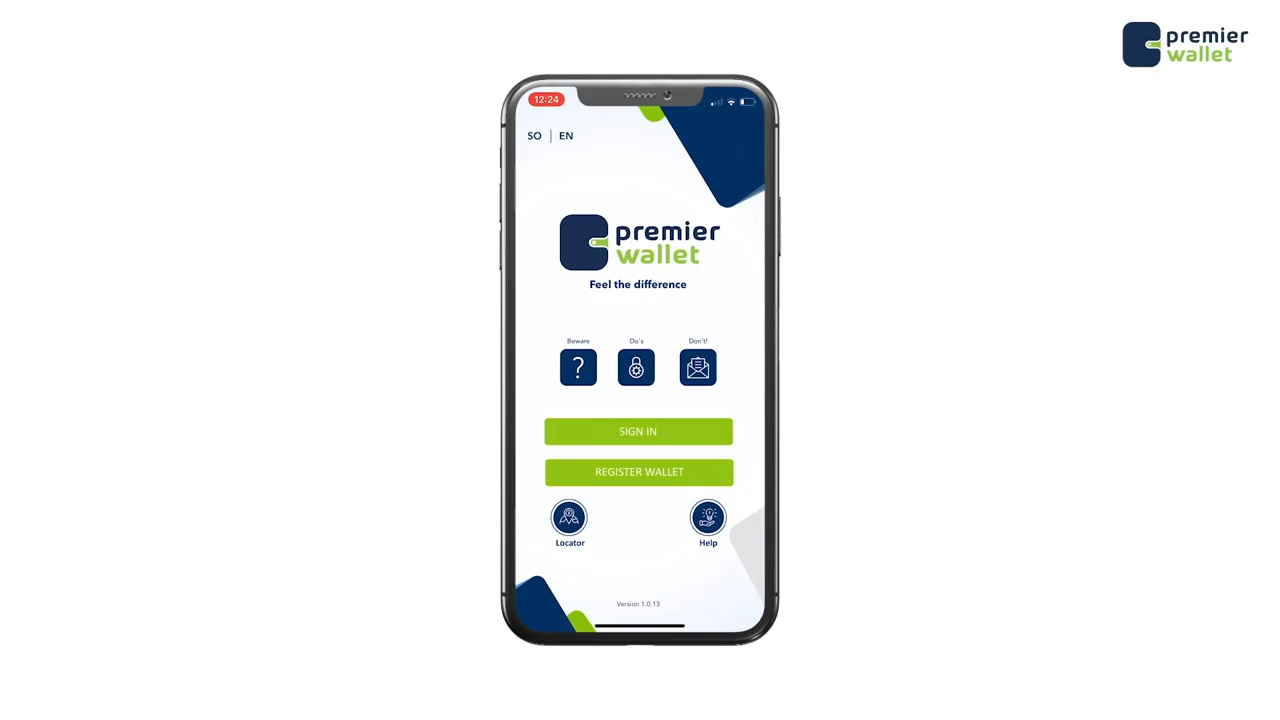 premier
wallet
12:24
SO | EN
premier
wallet
Feel the difference
Beware
Do's
Don't!
SIGN IN
REGISTER WALLET
Locator
Help
Version 1.0.13